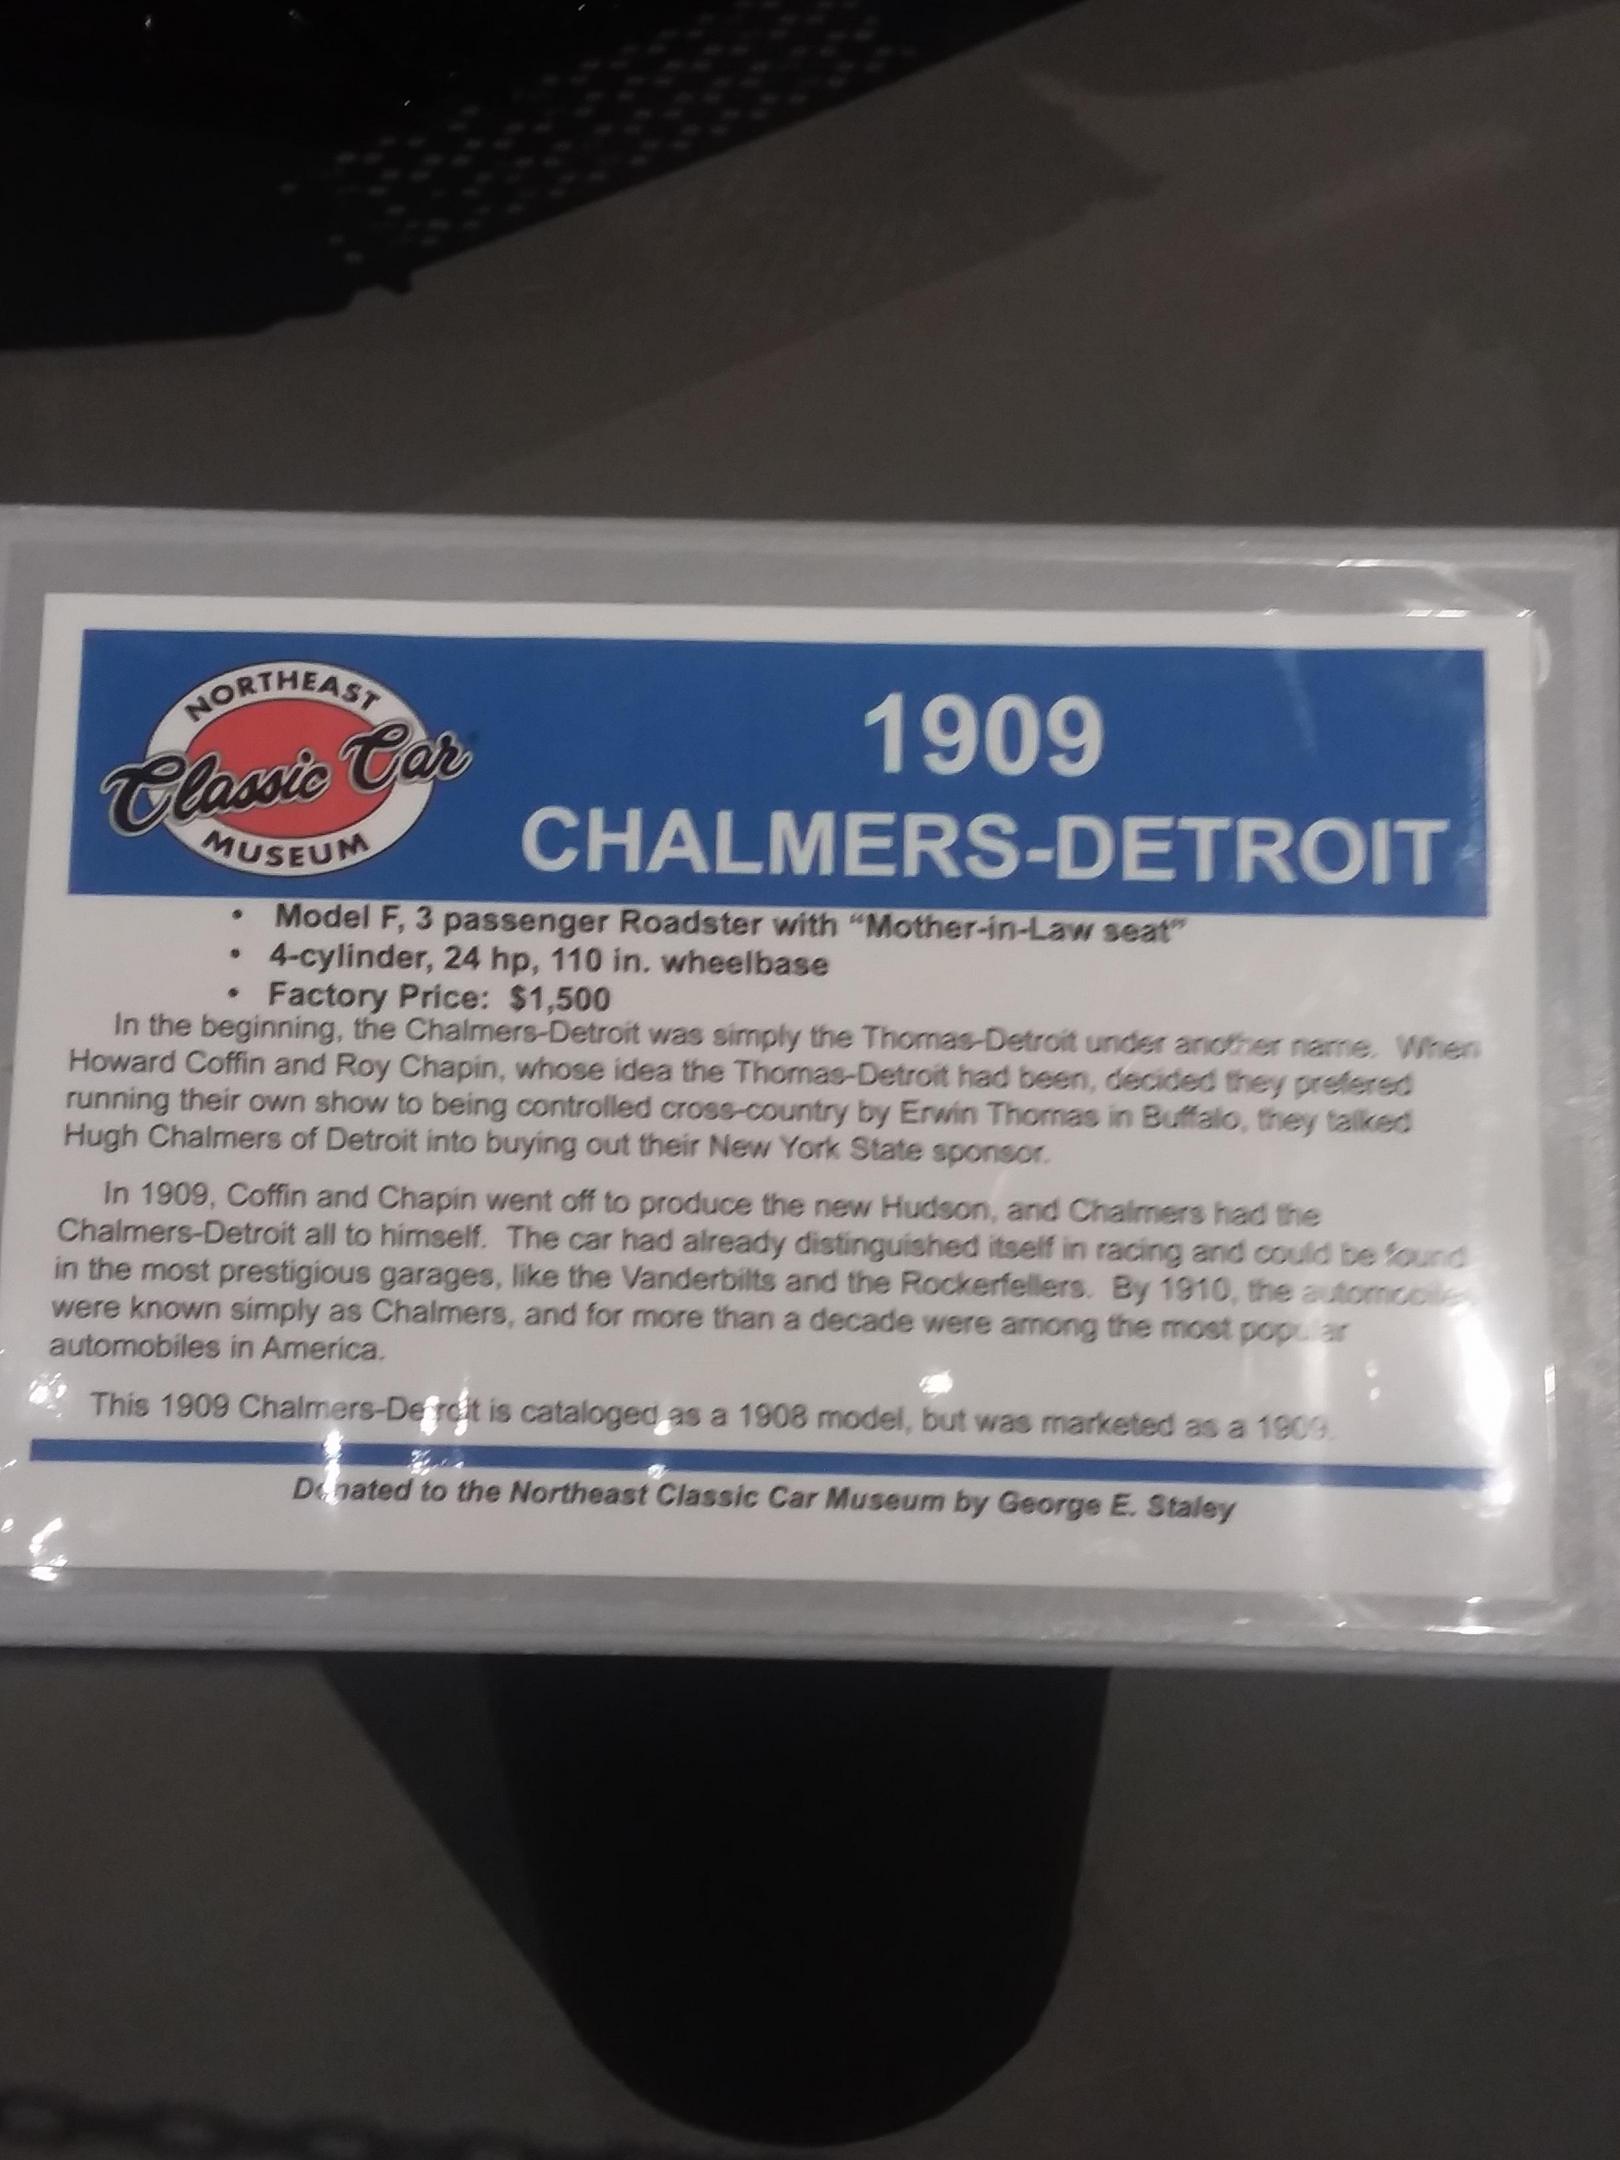 NORTHEAST
Classic Car
MUSEUM
1909
CHALMERS-DETROIT
• Model F, 3 passenger Roadster with “Mother-in-Law seat”
• 4-cylinder, 24 hp, 110 in. wheelbase
• Factory Price: $1,500
In the beginning, the Chalmers-Detroit was simply the Thomas-Detroit under another name. When
Howard Coffin and Roy Chapin, whose idea the Thomas-Detroit had been, decided they prefered
running their own show to being controlled cross-country by Erwin Thomas in Buffalo, they talked
Hugh Chalmers of Detroit into buying out their New York State sponsor.
In 1909, Coffin and Chapin went off to produce the new Hudson, and Chalmers had the
Chalmers-Detroit all to himself. The car had already distinguished itself in racing and could be found
in the most prestigious garages, like the Vanderbilts and the Rockerfellers. By 1910, the automobiles
were known simply as Chalmers, and for more than a decade were among the most popular
automobiles in America.
This 1909 Chalmers-Detroit is cataloged as a 1908 model, but was marketed as a 1909.
Donated to the Northeast Classic Car Museum by George E. Staley